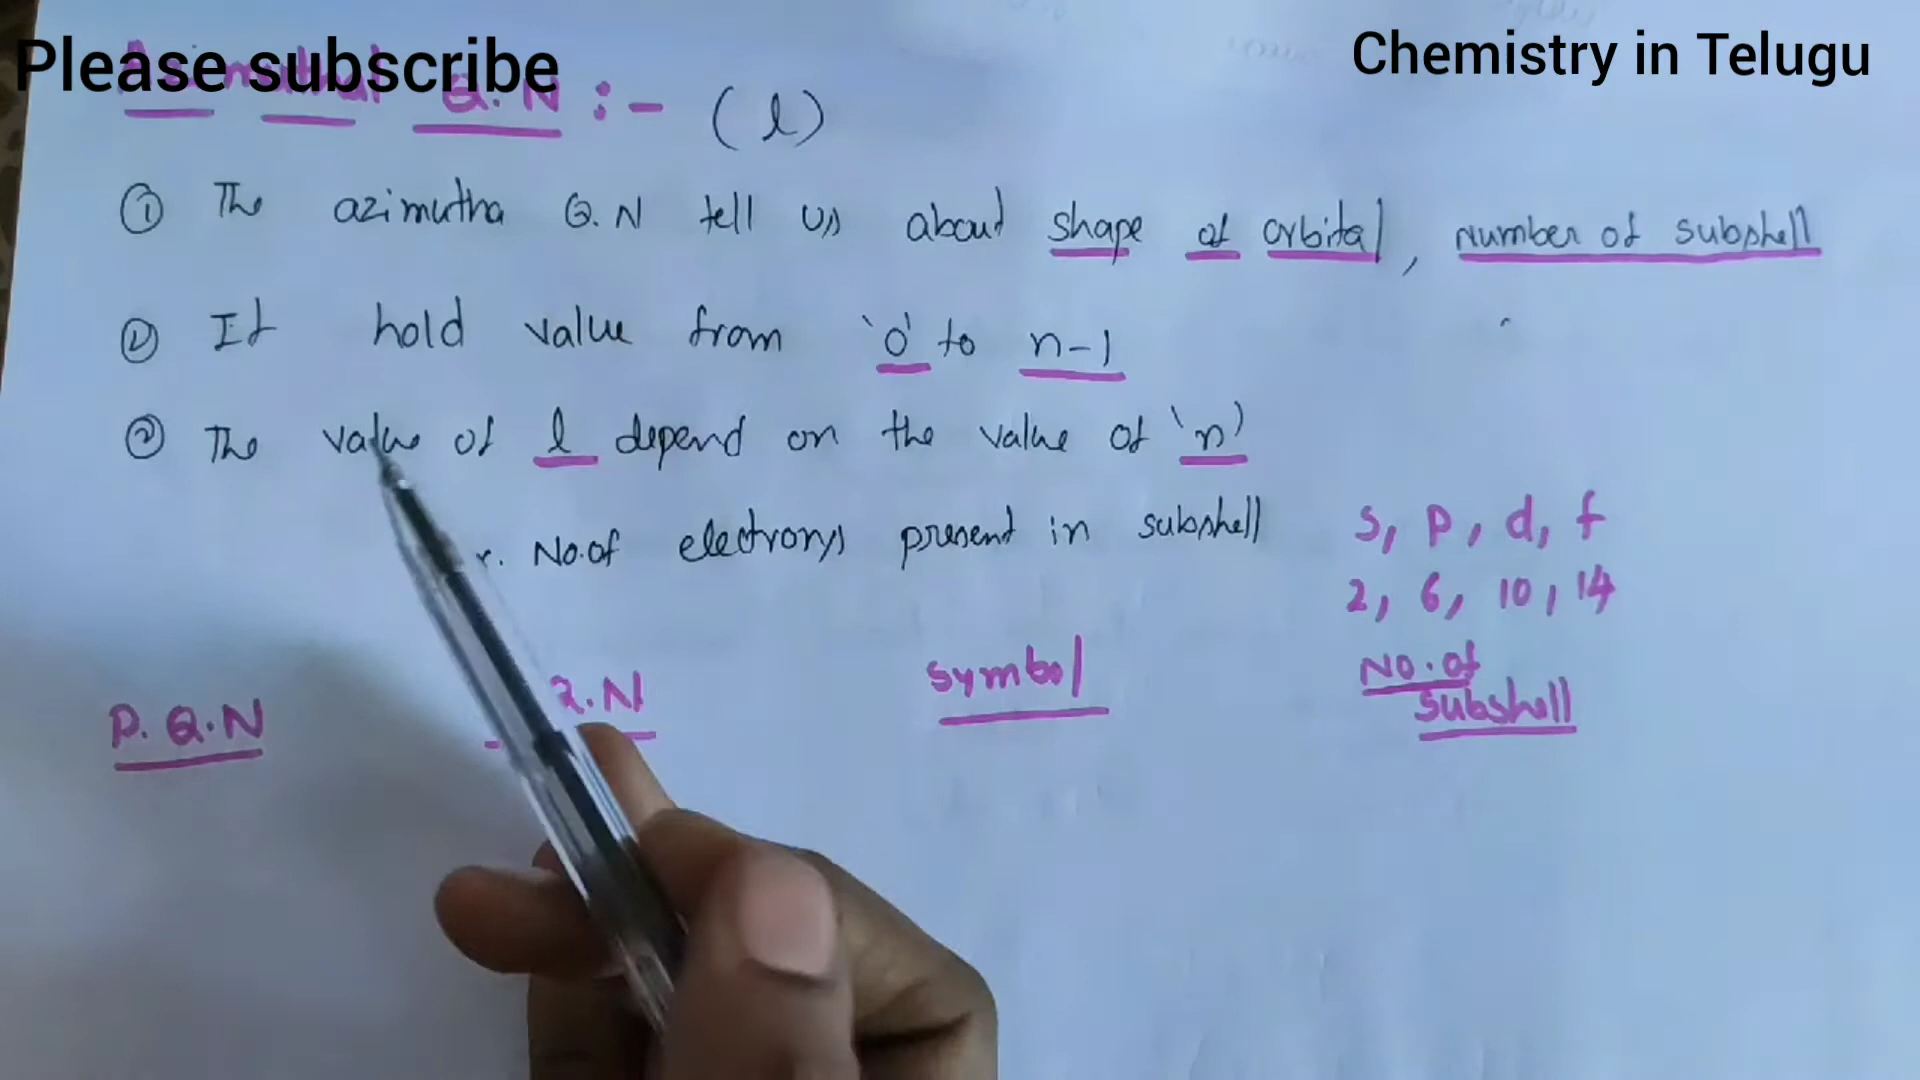 Please subscribe
Chemistry in Telugu
Q.N :- (l)
① The azimutha Q.N tell us about shape of orbital, number of subshell
② It hold value from 'o' to n-1
The value of l depend on the value of 'n'
No.of electrons present in subshell s, p, d, f
2, 6, 10, 14
P.Q.N Q.N symbol No.of
subshell